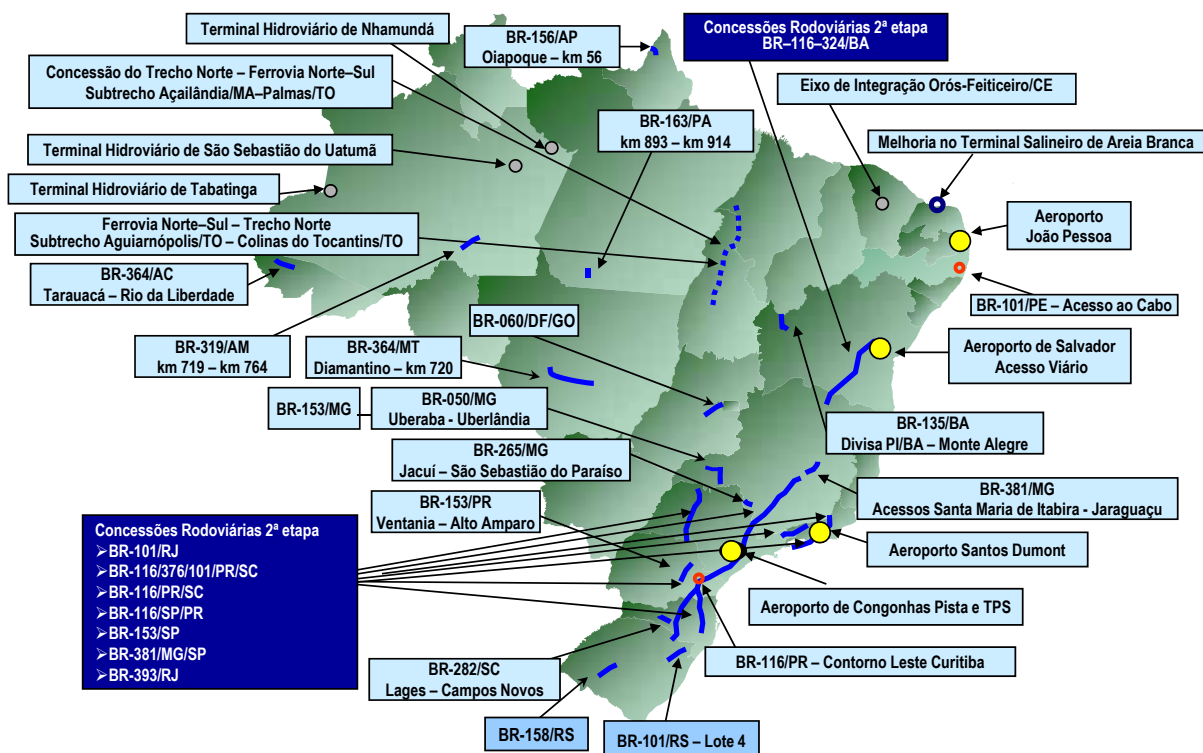 Terminal Hidroviário de Nhamundá
BR-156/AP
Oiapoque – km 56
Concessões Rodoviárias 2ª etapa
BR–116–324/BA
Concessão do Trecho Norte – Ferrovia Norte–Sul
Subtrecho Açailândia/MA–Palmas/TO
Eixo de Integração Orós-Feiticeiro/CE
BR-163/PA
km 893 – km 914
Melhoria no Terminal Salineiro de Areia Branca
Terminal Hidroviário de São Sebastião do Uatumã
Terminal Hidroviário de Tabatinga
Ferrovia Norte–Sul – Trecho Norte
Subtrecho Aguiarnópolis/TO – Colinas do Tocantins/TO
Aeroporto
João Pessoa
BR-364/AC
Tarauacá – Rio da Liberdade
BR-101/PE – Acesso ao Cabo
BR-060/DF/GO
BR-319/AM
km 719 – km 764
BR-364/MT
Diamantino – km 720
Aeroporto de Salvador
Acesso Viário
BR-153/MG
BR-050/MG
Uberaba - Uberlândia
BR-135/BA
Divisa PI/BA – Monte Alegre
BR-265/MG
Jacuí – São Sebastião do Paraíso
BR-381/MG
Acessos Santa Maria de Itabira - Jaraguaçu
BR-153/PR
Ventania – Alto Amparo
Concessões Rodoviárias 2ª etapa
➢BR-101/RJ
➢BR-116/376/101/PR/SC
➢BR-116/PR/SC
➢BR-116/SP/PR
➢BR-153/SP
➢BR-381/MG/SP
➢BR-393/RJ
Aeroporto Santos Dumont
Aeroporto de Congonhas Pista e TPS
BR-116/PR – Contorno Leste Curitiba
BR-282/SC
Lages – Campos Novos
BR-158/RS
BR-101/RS – Lote 4